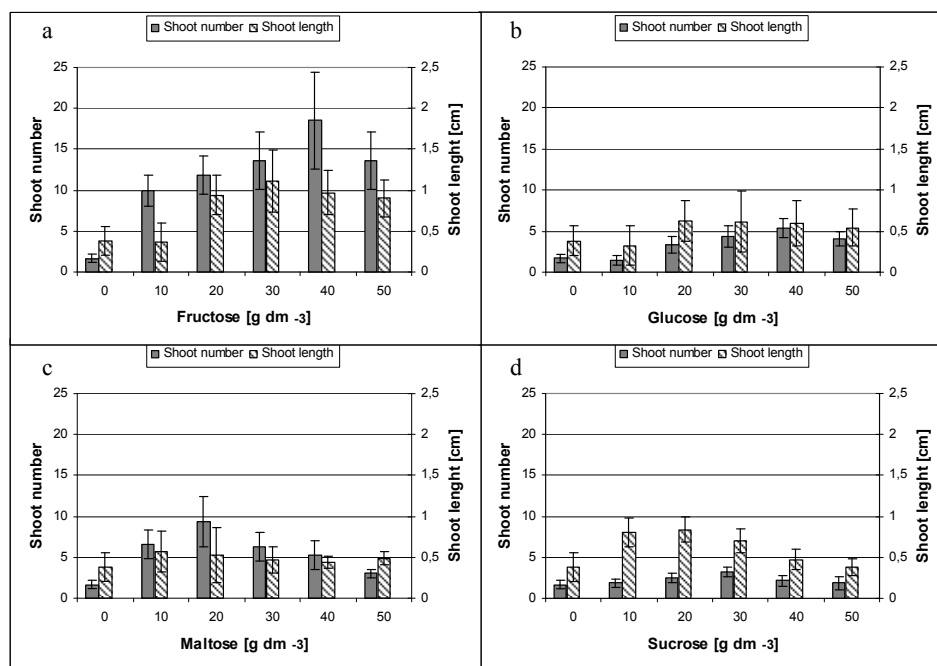 a
Shoot number Shoot length
25
20
15
10
5
0
Shoot number
2,5
2
1,5
1
0,5
0
Shoot lenght [cm]
0 10 20 30 40 50
Fructose [g dm -3]
b
Shoot number Shoot length
25
20
15
10
5
0
Shoot number
2,5
2
1,5
1
0,5
0
Shoot lenght [cm]
0 10 20 30 40 50
Glucose [g dm -3]
c
Shoot number Shoot length
25
20
15
10
5
0
Shoot number
2,5
2
1,5
1
0,5
0
Shoot lenght [cm]
0 10 20 30 40 50
Maltose [g dm -3]
d
Shoot number Shoot length
25
20
15
10
5
0
Shoot number
2,5
2
1,5
1
0,5
0
Shoot lenght [cm]
0 10 20 30 40 50
Sucrose [g dm -3]